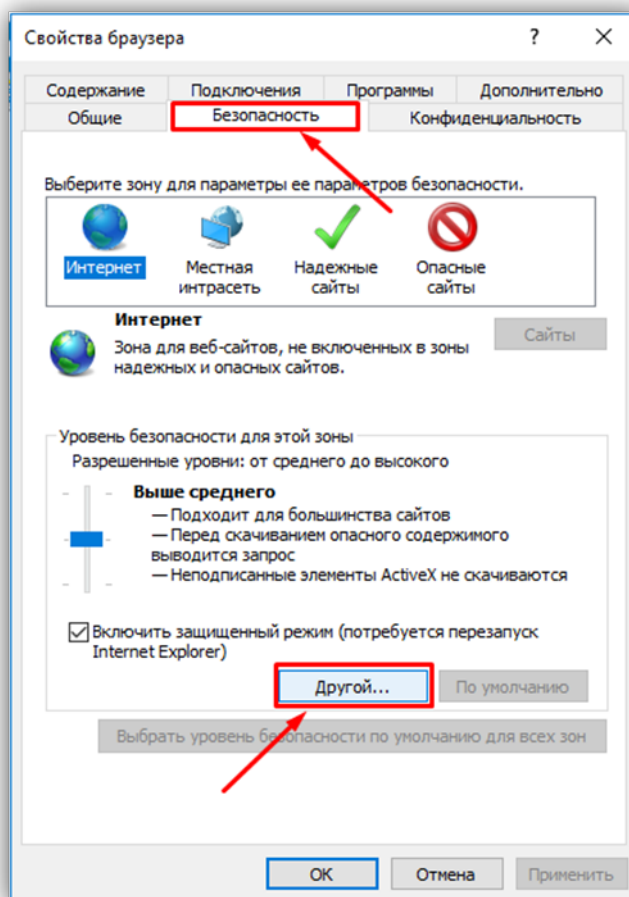 Свойства браузера
Содержание Подключения Программы Дополнительно
Общие Безопасность Конфиденциальность
Выберите зону для параметры ее параметров безопасности.
Интернет
Местная
интрасеть
Надежные
сайты
Опасные
сайты
Интернет
Зона для веб-сайтов, не включенных в зоны
надежных и опасных сайтов.
Сайты
Уровень безопасности для этой зоны
Разрешенные уровни: от среднего до высокого
Выше среднего
— Подходит для большинства сайтов
— Перед скачиванием опасного содержимого
выводится запрос
— Неподписанные элементы ActiveX не скачиваются
Включить защищенный режим (потребуется перезапуск
Internet Explorer)
Другой... По умолчанию
Выбрать уровень безопасности по умолчанию для всех зон
ОК Отмена Применить